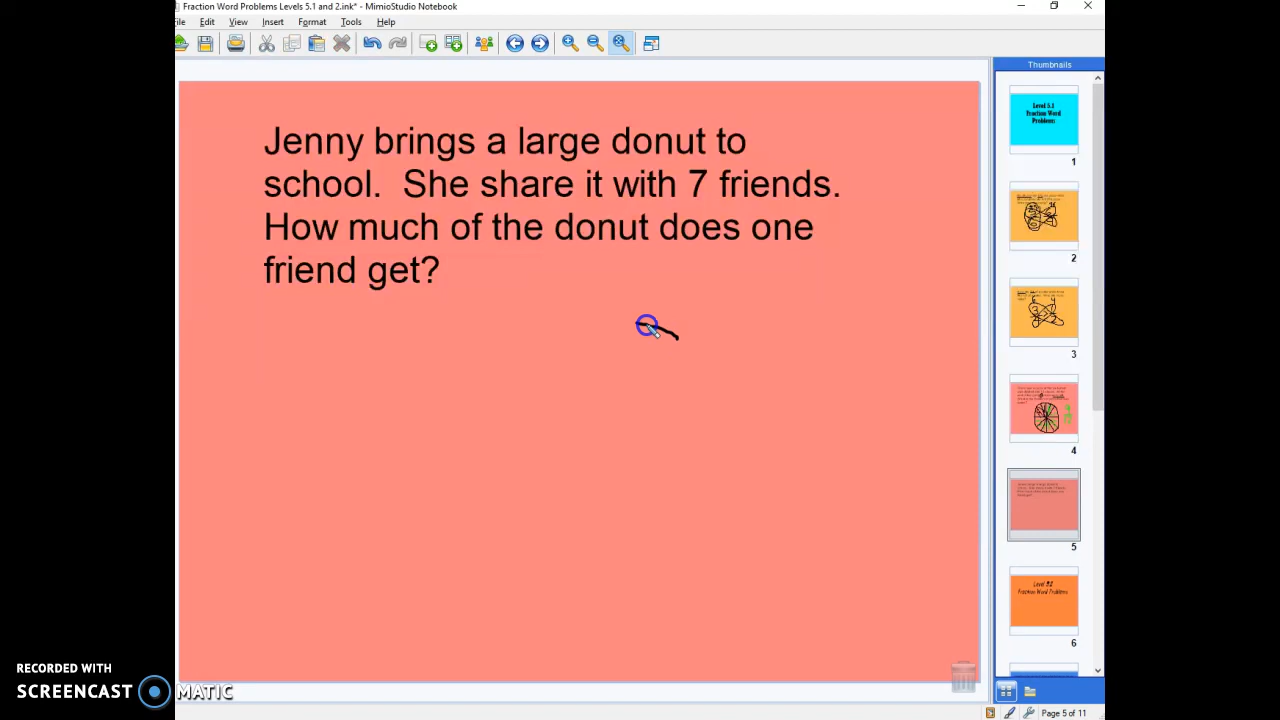 Fraction Word Problems Levels 5.1 and 2.ink* - MimioStudio Notebook
File Edit View Insert Format Tools Help
Jenny brings a large donut to
school. She share it with 7 friends.
How much of the donut does one
friend get?
Thumbnails
Level 5.1
Fraction Word
Problems
1
2
3
4
5
Level 5.2
Fraction Word Problems
6
Page 5 of 11
RECORDED WITH
SCREENCAST MATIC